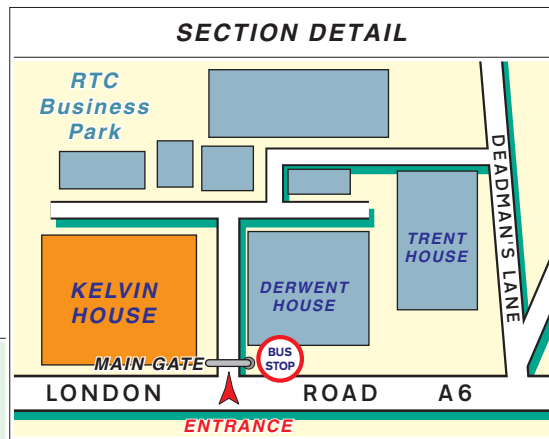 SECTION DETAIL
RTC
Business
Park
DEADMAN'S LANE
TRENT
HOUSE
KELVIN
HOUSE
DERWENT
HOUSE
MAIN GATE
BUS
STOP
LONDON ROAD A6
ENTRANCE